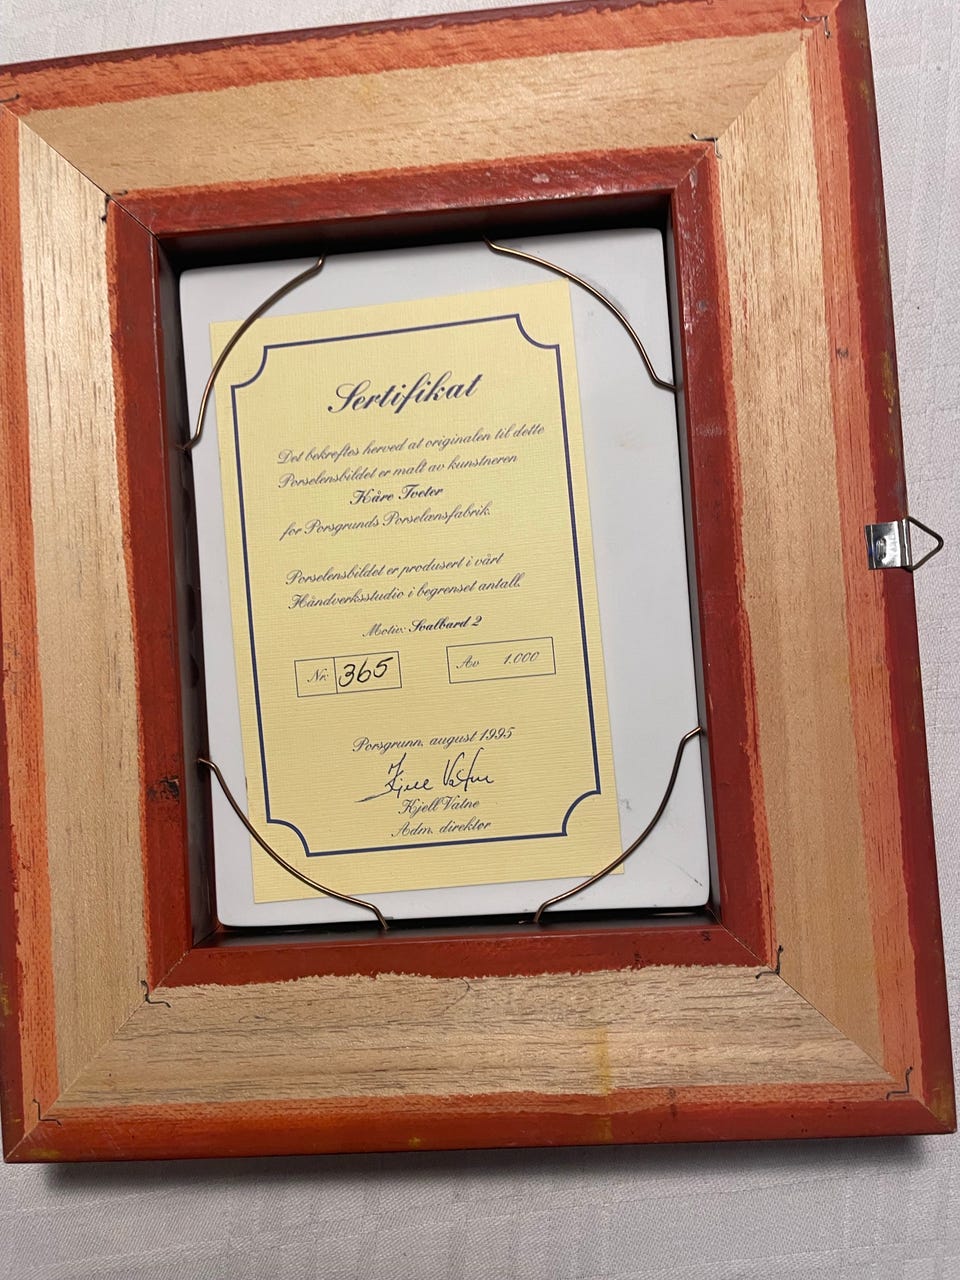 Sertifikat
Det bekreftes herved at originalen til dette
Porselensbildet er malt av kunstneren
Kåre Tveter
for Porsgrunds Porselænsfabrik.
Porselensbildet er produsert i vårt
Håndverksstudio i begrenset antall.
Motiv: Svalbard 2
Nr: 365
Av 1.000
Porsgrunn, august 1995
Kjell Vatne
Kjell Vatne
Adm. direktør